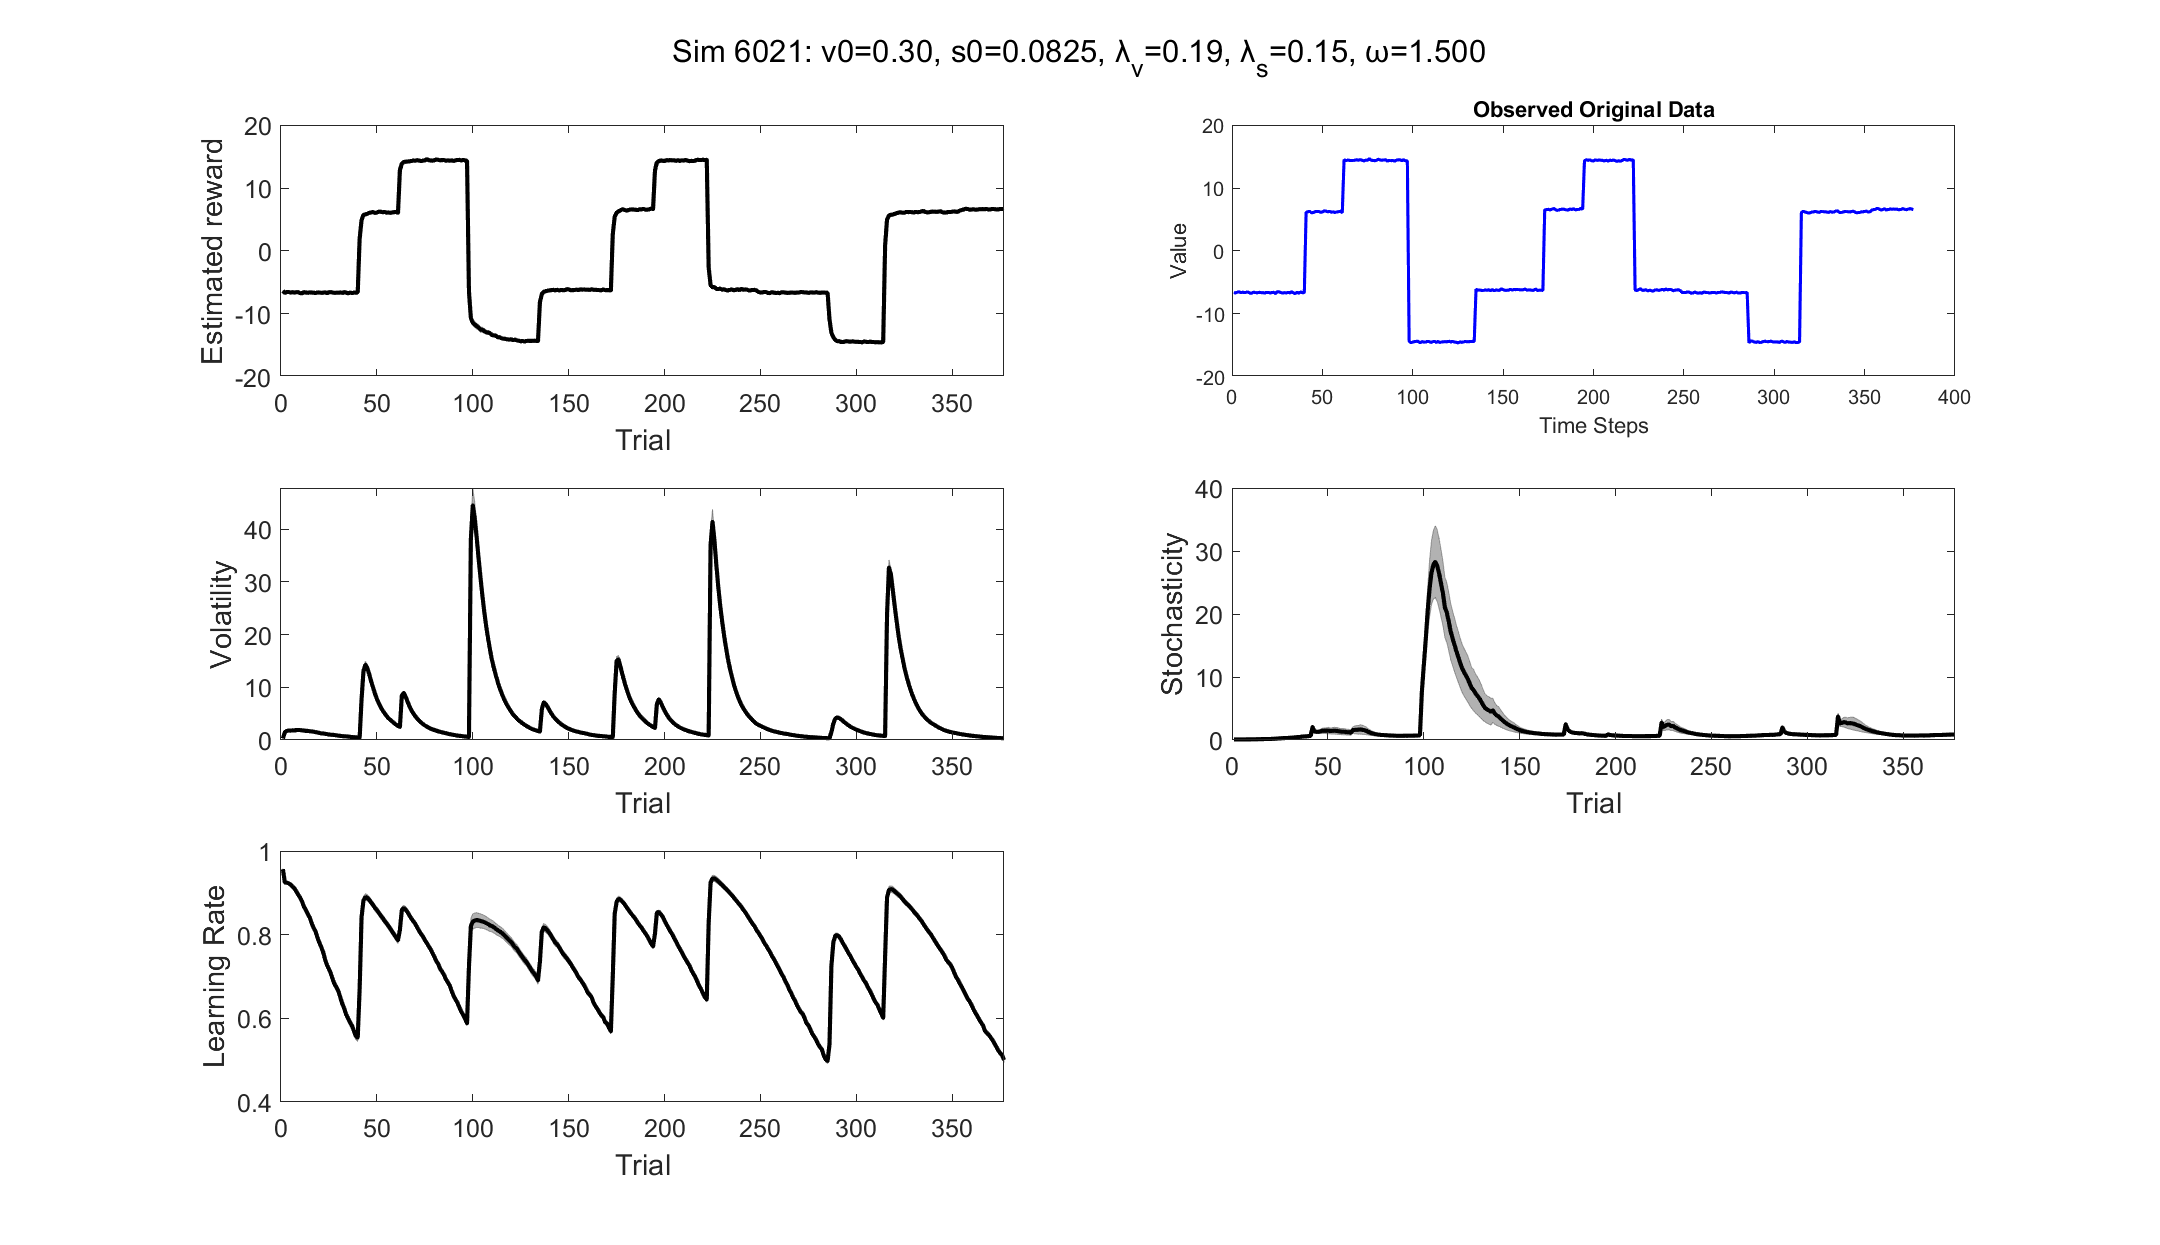 Sim 6021: v0=0.30, s0=0.0825, λv=0.19, λs=0.15, ω=1.500
20
10
0
-10
-20
Estimated reward
0 50 100 150 200 250 300 350
Trial
Observed Original Data
20
10
0
-10
-20
Value
0 50 100 150 200 250 300 350 400
Time Steps
40
30
20
10
0
Volatility
0 50 100 150 200 250 300 350
Trial
40
30
20
10
0
Stochasticity
0 50 100 150 200 250 300 350
Trial
1
0.8
0.6
0.4
Learning Rate
0 50 100 150 200 250 300 350
Trial